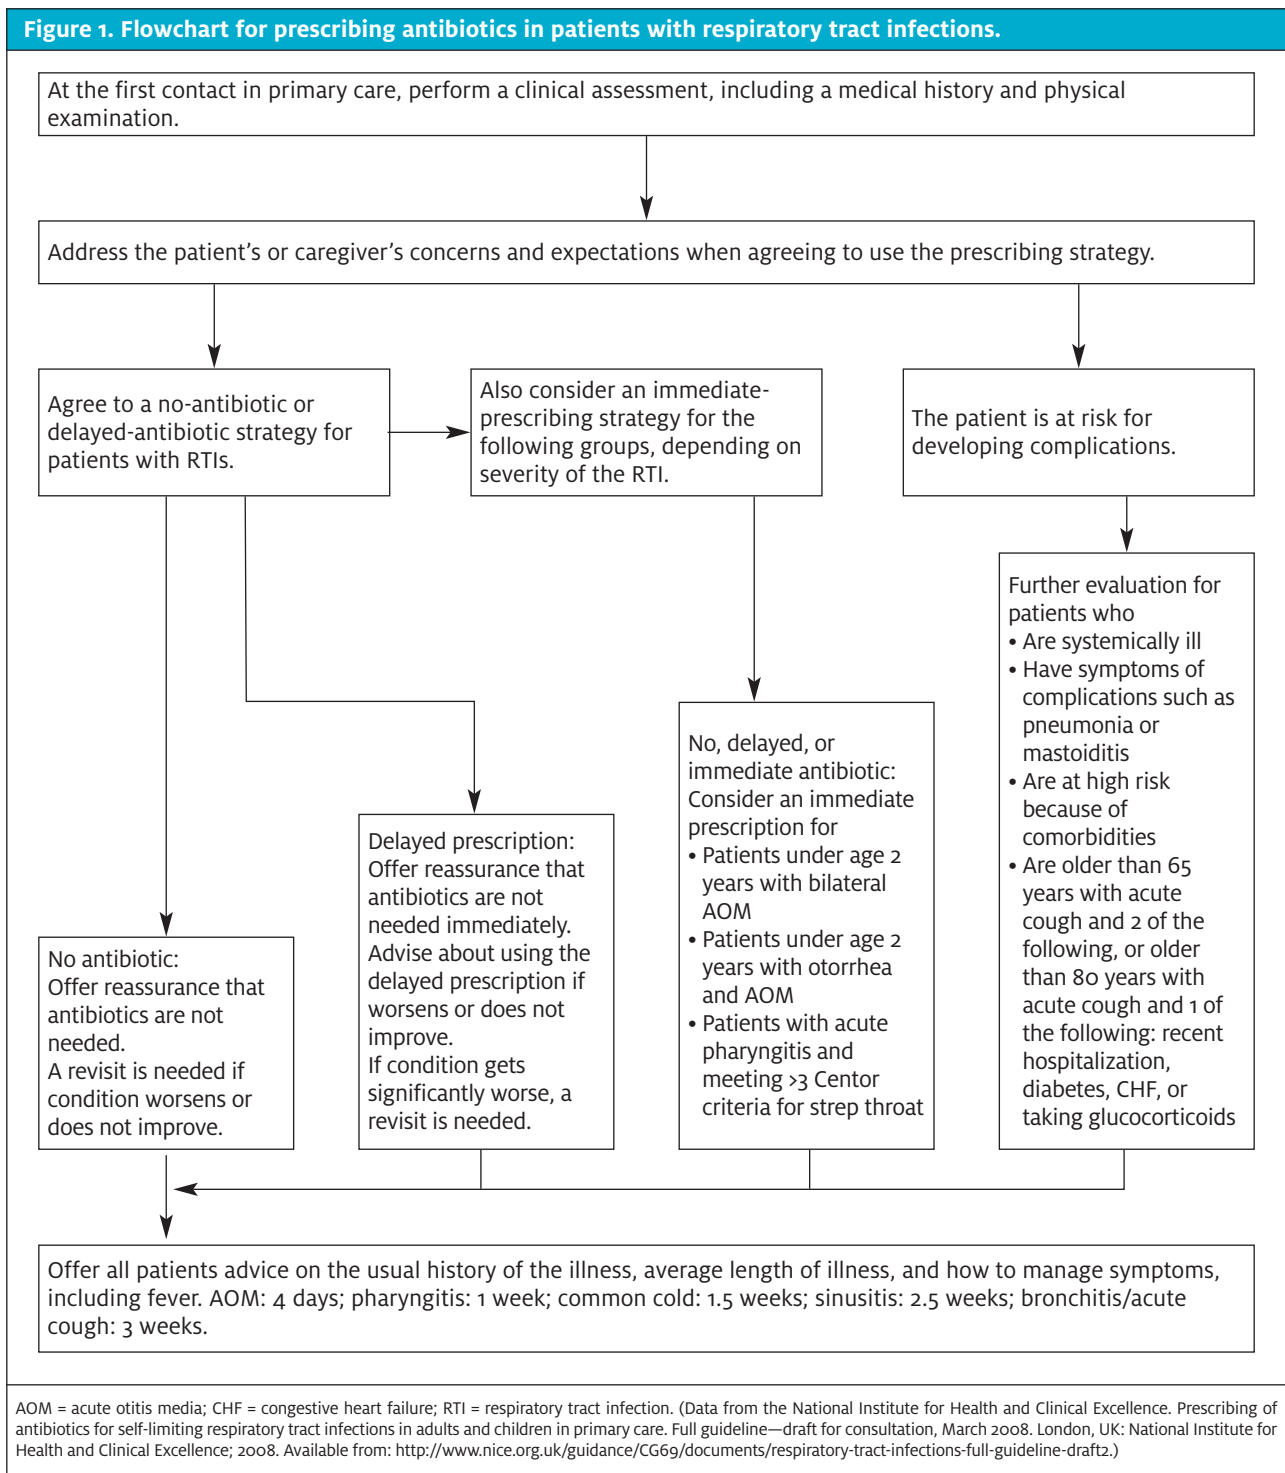 Figure 1. Flowchart for prescribing antibiotics in patients with respiratory tract infections.
At the first contact in primary care, perform a clinical assessment, including a medical history and physical
examination.
Address the patient’s or caregiver’s concerns and expectations when agreeing to use the prescribing strategy.
Agree to a no-antibiotic or
delayed-antibiotic strategy for
patients with RTIs.
Also consider an immediate-
prescribing strategy for the
following groups, depending on
severity of the RTI.
The patient is at risk for
developing complications.
No antibiotic:
Offer reassurance that
antibiotics are not
needed.
A revisit is needed if
condition worsens or
does not improve.
Delayed prescription:
Offer reassurance that
antibiotics are not
needed immediately.
Advise about using the
delayed prescription if
worsens or does not
improve.
If condition gets
significantly worse, a
revisit is needed.
No, delayed, or
immediate antibiotic:
Consider an immediate
prescription for
• Patients under age 2
years with bilateral
AOM
• Patients under age 2
years with otorrhea
and AOM
• Patients with acute
pharyngitis and
meeting >3 Centor
criteria for strep throat
Further evaluation for
patients who
• Are systemically ill
• Have symptoms of
complications such as
pneumonia or
mastoiditis
• Are at high risk
because of
comorbidities
• Are older than 65
years with acute
cough and 2 of the
following, or older
than 80 years with
acute cough and 1 of
the following: recent
hospitalization,
diabetes, CHF, or
taking glucocorticoids
Offer all patients advice on the usual history of the illness, average length of illness, and how to manage symptoms,
including fever. AOM: 4 days; pharyngitis: 1 week; common cold: 1.5 weeks; sinusitis: 2.5 weeks; bronchitis/acute
cough: 3 weeks.
AOM = acute otitis media; CHF = congestive heart failure; RTI = respiratory tract infection. (Data from the National Institute for Health and Clinical Excellence. Prescribing of
antibiotics for self-limiting respiratory tract infections in adults and children in primary care. Full guideline—draft for consultation, March 2008. London, UK: National Institute for
Health and Clinical Excellence; 2008. Available from: http://www.nice.org.uk/guidance/CG69/documents/respiratory-tract-infections-full-guideline-draft2.)